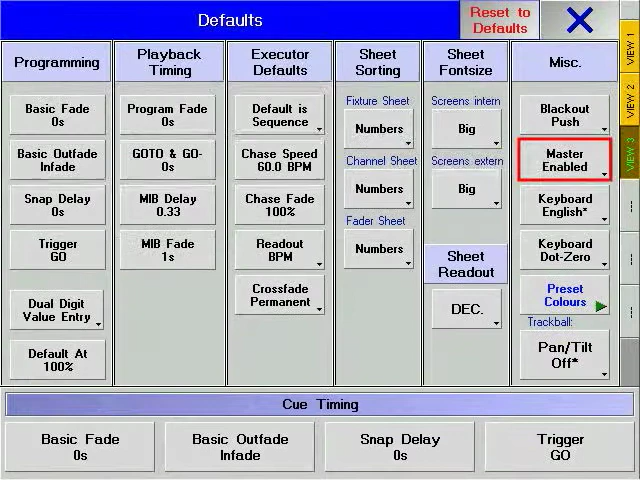 Defaults
Reset to
Defaults
Programming
Basic Fade
0s
Basic Outfade
Infade
Snap Delay
0s
Trigger
GO
Dual Digit
Value Entry
Default At
100%
Playback
Timing
Program Fade
0s
GOTO & GO-
0s
MIB Delay
0.33
MIB Fade
1s
Executor
Defaults
Default is
Sequence
Chase Speed
60.0 BPM
Chase Fade
100%
Readout
BPM
Crossfade
Permanent
Sheet
Sorting
Fixture Sheet
Numbers
Channel Sheet
Numbers
Fader Sheet
Numbers
Sheet
Fontsize
Screens intern
Big
Screens extern
Big
Sheet
Readout
DEC.
Misc.
Blackout
Push
Master
Enabled
Keyboard
English*
Keyboard
Dot-Zero
Preset
Colours
Trackball:
Pan/Tilt
Off*
VIEW 1
VIEW 2
VIEW 3
Cue Timing
Basic Fade
0s
Basic Outfade
Infade
Snap Delay
0s
Trigger
GO